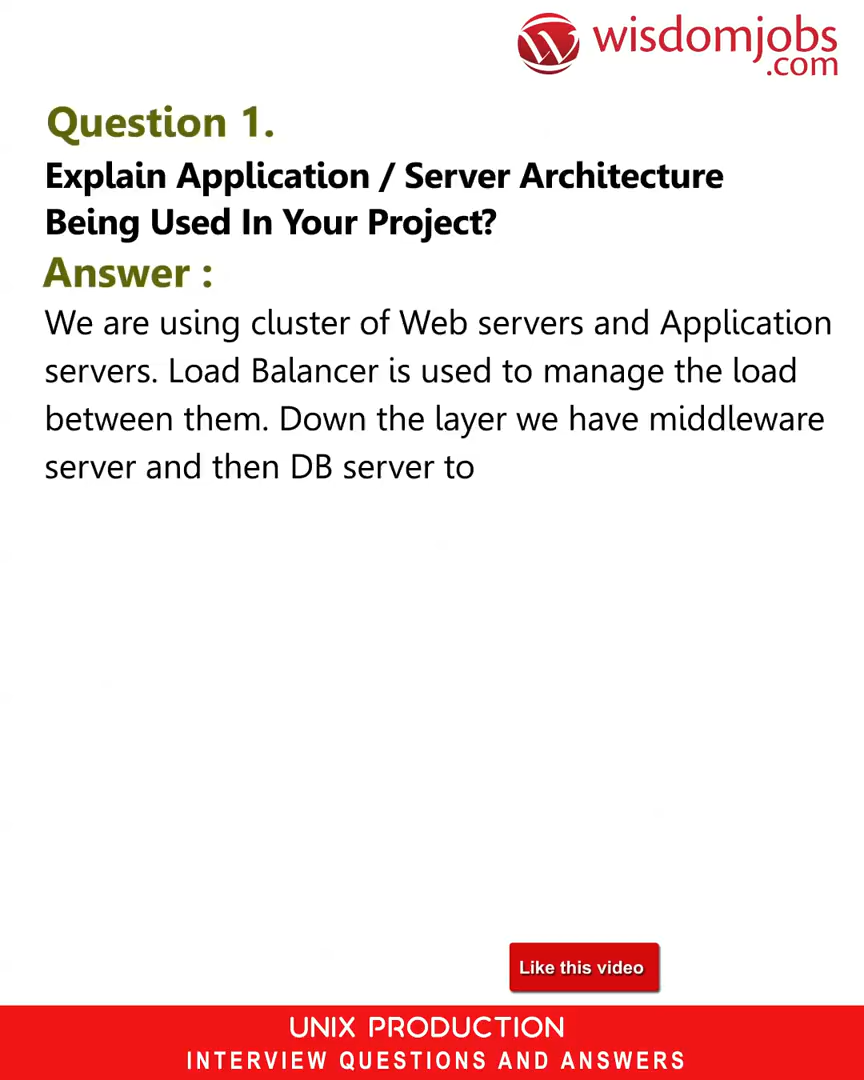 wisdomjobs
.com
Question 1.
Explain Application / Server Architecture
Being Used In Your Project?
Answer :
We are using cluster of Web servers and Application
servers. Load Balancer is used to manage the load
between them. Down the layer we have middleware
server and then DB server to
Like this video
UNIX PRODUCTION
INTERVIEW QUESTIONS AND ANSWERS